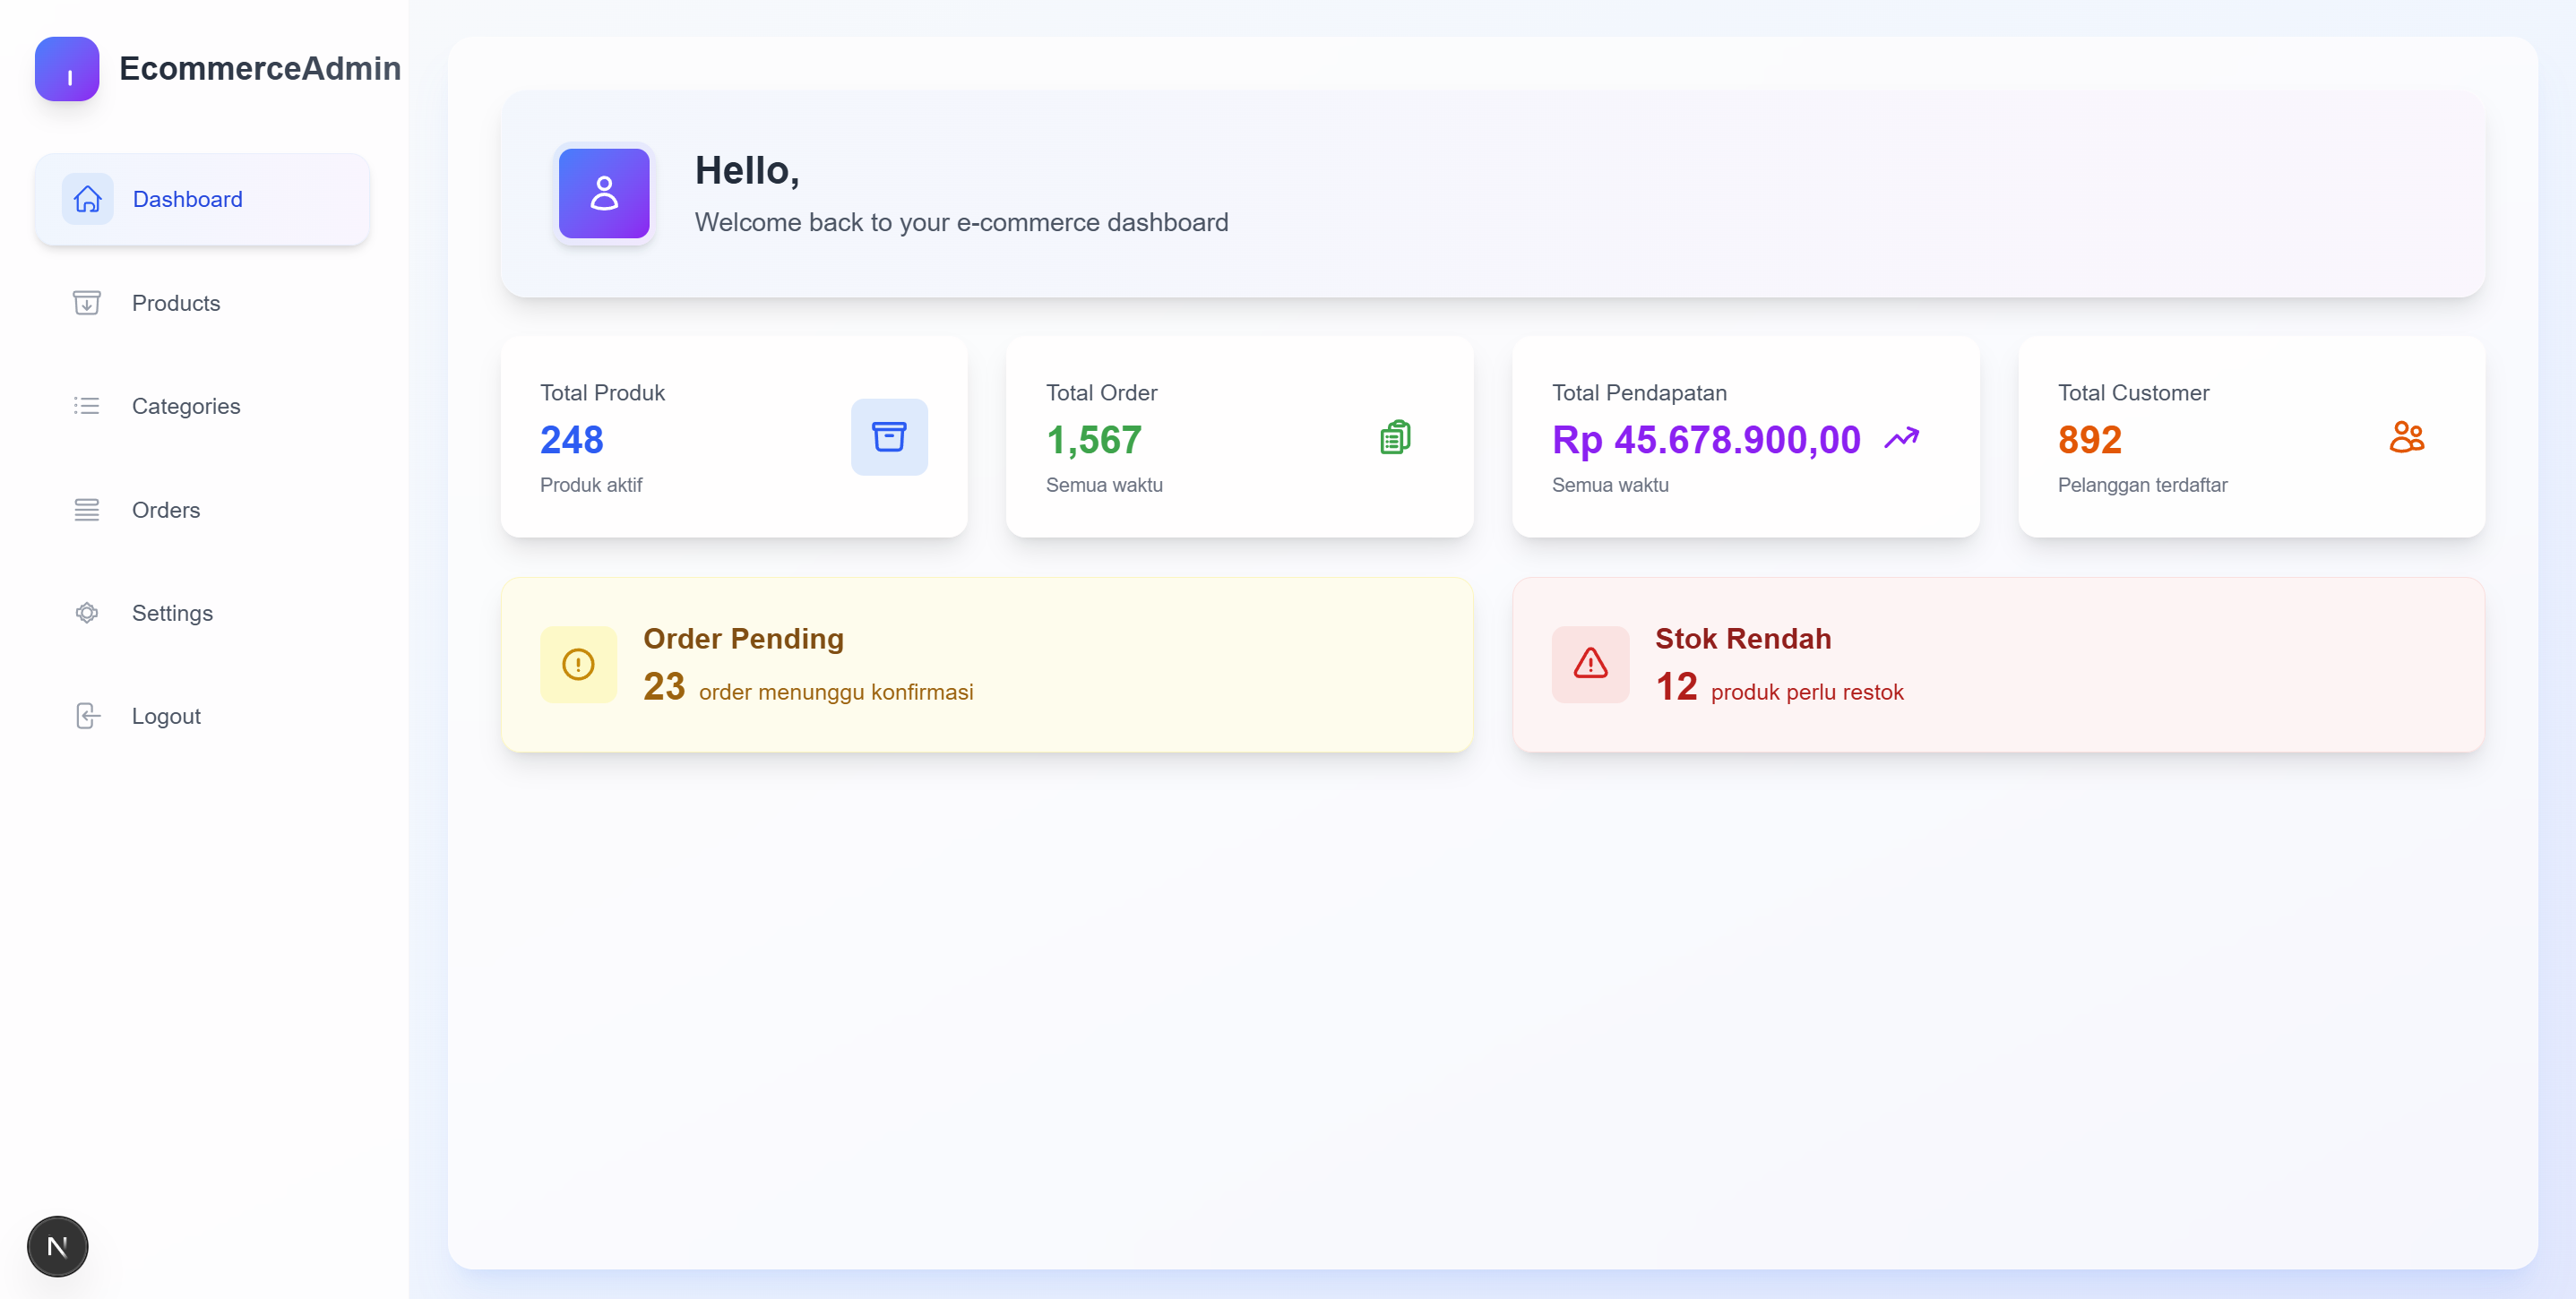 EcommerceAdmin
Dashboard
Products
Categories
Orders
Settings
Logout
N
Hello,
Welcome back to your e-commerce dashboard
Total Produk
248
Produk aktif
Total Order
1,567
Semua waktu
Total Pendapatan
Rp 45.678.900,00
Semua waktu
Total Customer
892
Pelanggan terdaftar
Order Pending
23 order menunggu konfirmasi
Stok Rendah
12 produk perlu restok